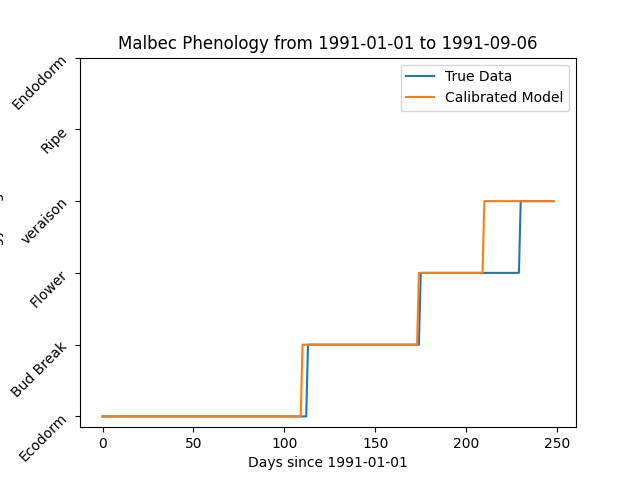 Malbec Phenology from 1991-01-01 to 1991-09-06
True Data
Calibrated Model
Endodorm
Ripe
veraison
Flower
Bud Break
Ecodorm
0 50 100 150 200 250
Days since 1991-01-01